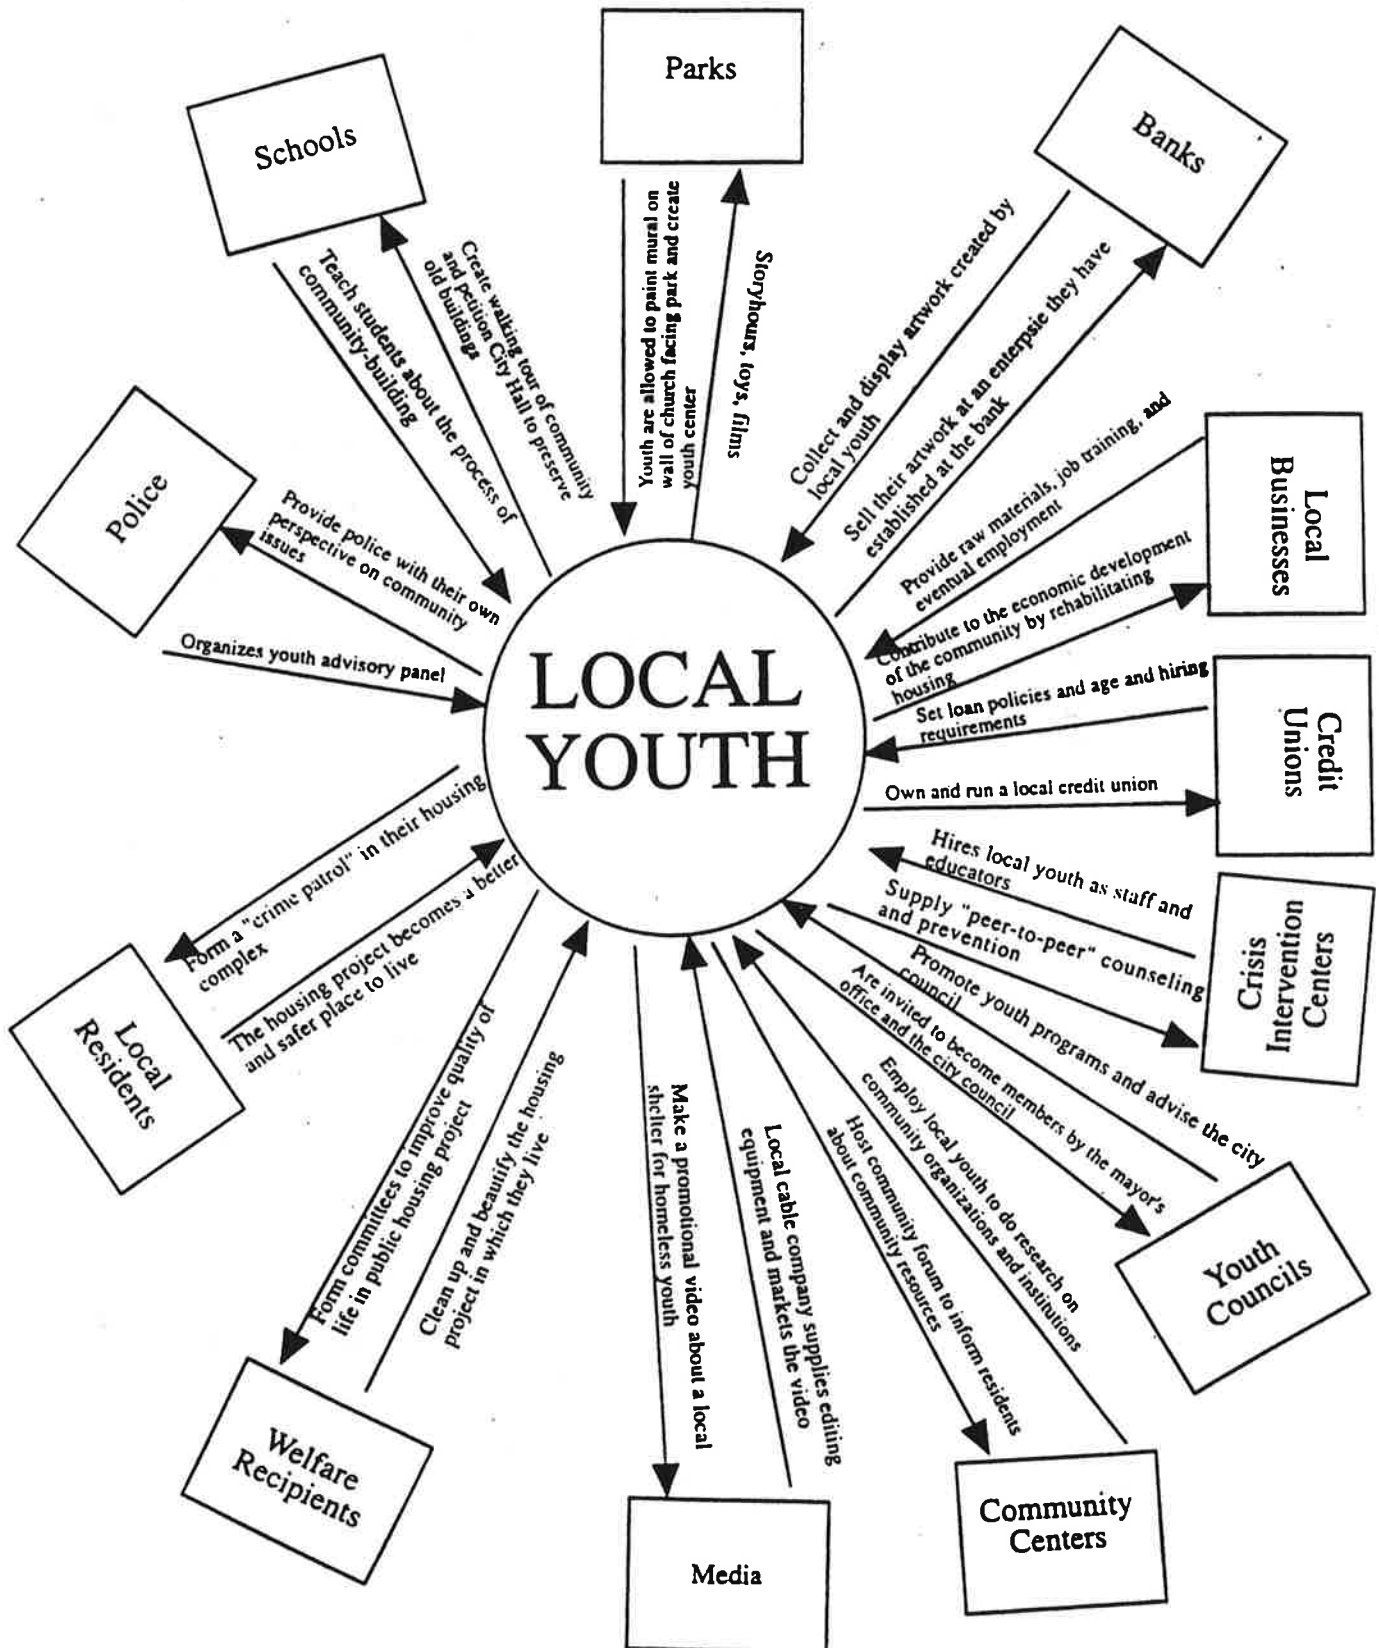 Parks
Schools
Banks
Youth are allowed to paint mural on
wall of church facing park and create
youth center
Storyhours, toys, films
Create walking tour of community
and petition City Hall to preserve
old buildings
Teach students about the process of
community-building
Collect and display artwork created by
local youth
Sell their artwork at an enterpsie they have
established at the bank
Police
Provide police with their own
perspective on community
issues
Organizes youth advisory panel
Local
Businesses
Provide raw materials, job training, and
eventual employment
Contribute to the economic development
of the community by rehabilitating
housing
LOCAL
YOUTH
Credit
Unions
Set loan policies and age and hiring
requirements
Own and run a local credit union
Crisis
Intervention
Centers
Hires local youth as staff and
educators
Supply "peer-to-peer" counseling
and prevention
Local
Residents
Form a "crime patrol" in their housing
complex
The housing project becomes a better
and safer place to live
Youth
Councils
Promote youth programs and advise the city
council
Are invited to become members by the mayor's
office and the city council
Welfare
Recipients
Form committees to improve quality of
life in public housing project
Clean up and beautify the housing
project in which they live
Media
Make a promotional video about a local
shelter for homeless youth
Local cable company supplies editing
equipment and markets the video
Community
Centers
Employ local youth to do research on
community organizations and institutions
Host community forum to inform residents
about community resources